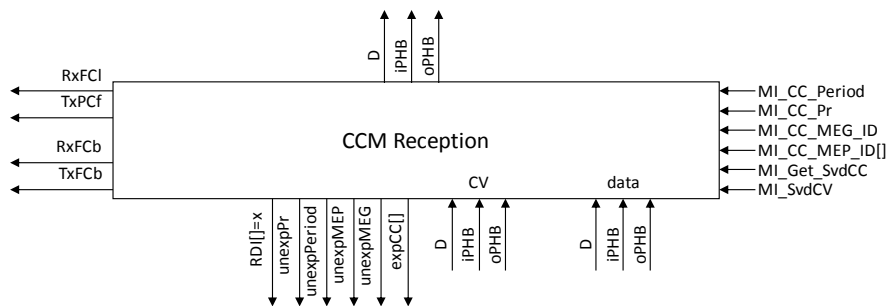 D
iPHB
oPHB
RxFCl
TxPCf
RxFCb
TxFCb
CCM Reception
MI_CC_Period
MI_CC_Pr
MI_CC_MEG_ID
MI_CC_MEP_ID[]
MI_Get_SvdCC
MI_SvdCV
CV
data
RDI[]=x
unexpPr
unexpPeriod
unexpMEP
unexpMEG
expCC[]
D
iPHB
oPHB
D
iPHB
oPHB